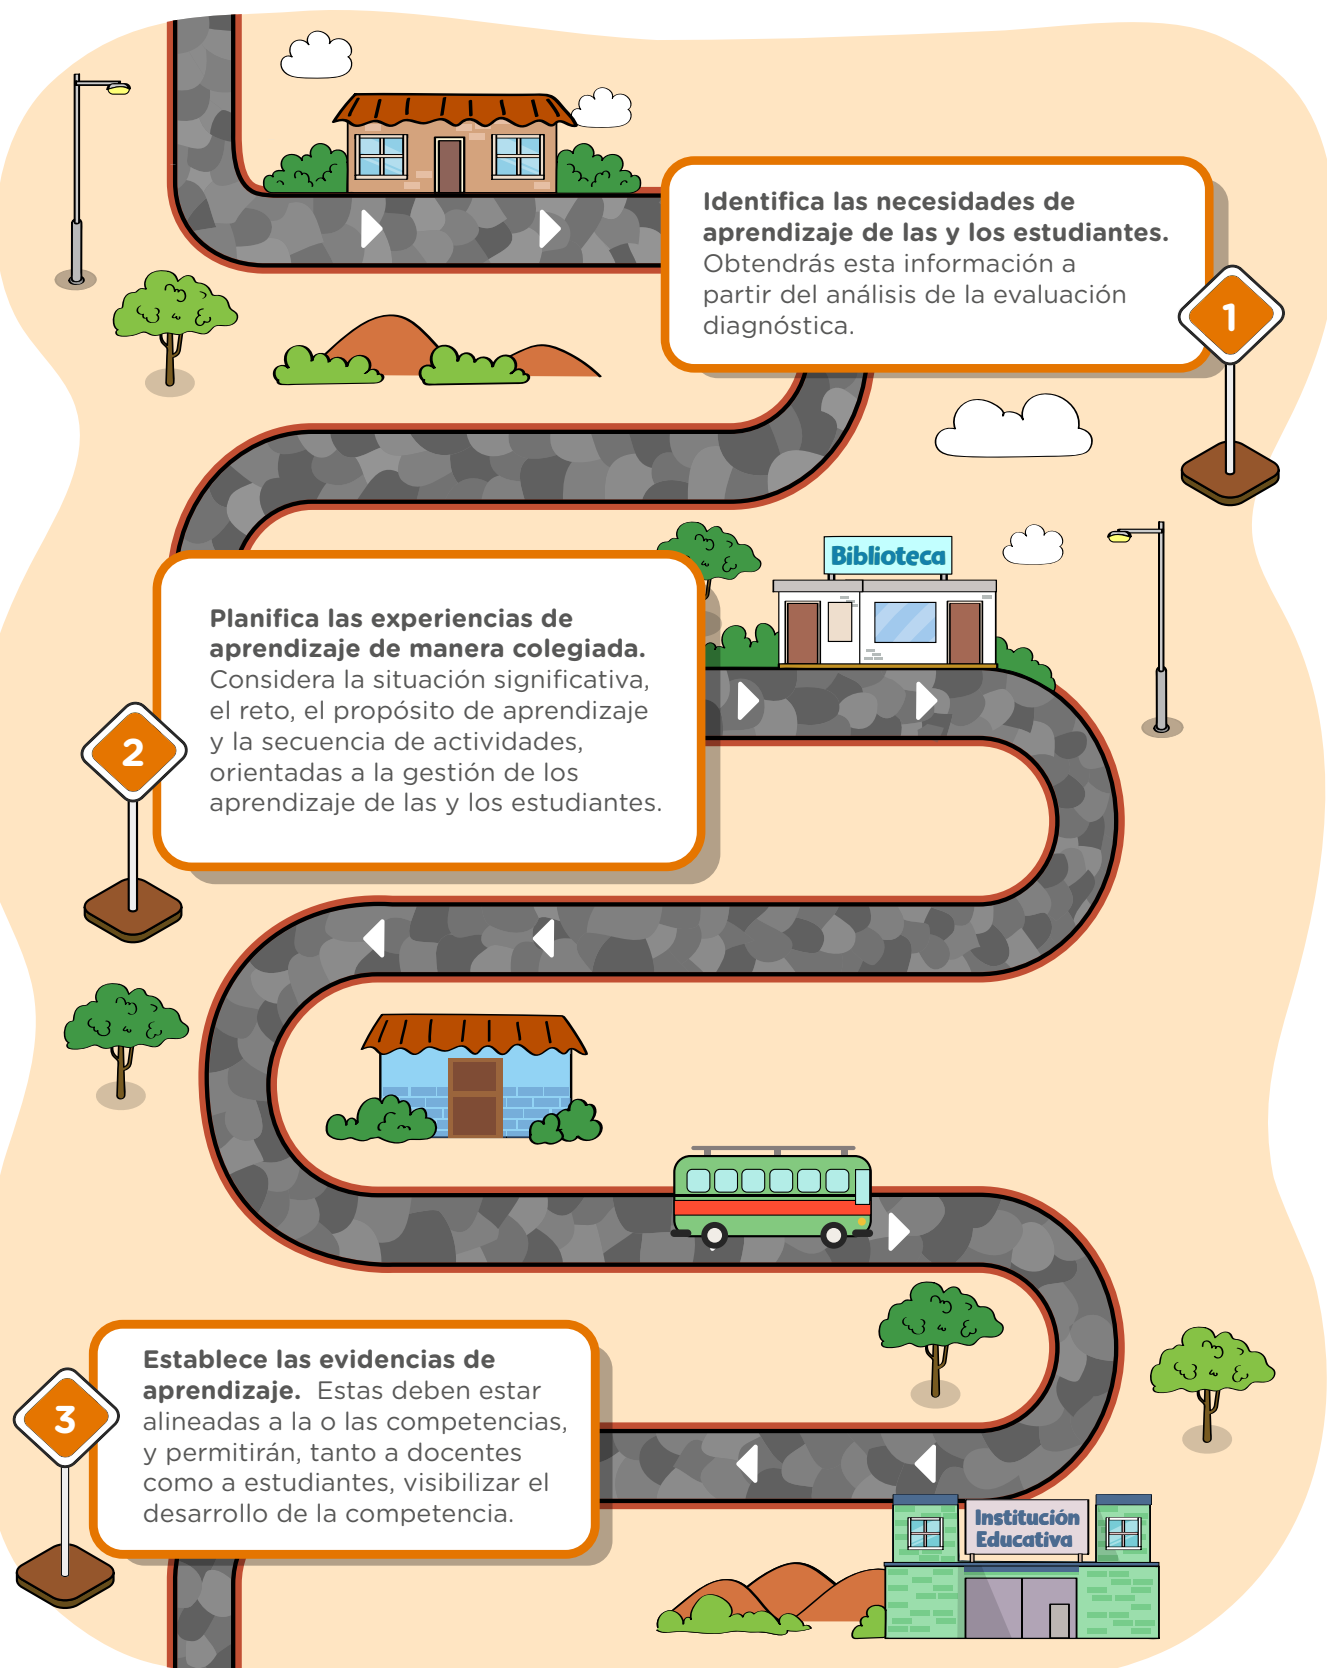 Identifica las necesidades de
aprendizaje de las y los estudiantes.
Obtendrás esta información a
partir del análisis de la evaluación
diagnóstica.
1
Biblioteca
Planifica las experiencias de
aprendizaje de manera colegiada.
Considera la situación significativa,
el reto, el propósito de aprendizaje
y la secuencia de actividades,
orientadas a la gestión de los
aprendizaje de las y los estudiantes.
2
Establece las evidencias de
aprendizaje. Estas deben estar
alineadas a la o las competencias,
y permitirán, tanto a docentes
como a estudiantes, visibilizar el
desarrollo de la competencia.
3
Institución
Educativa